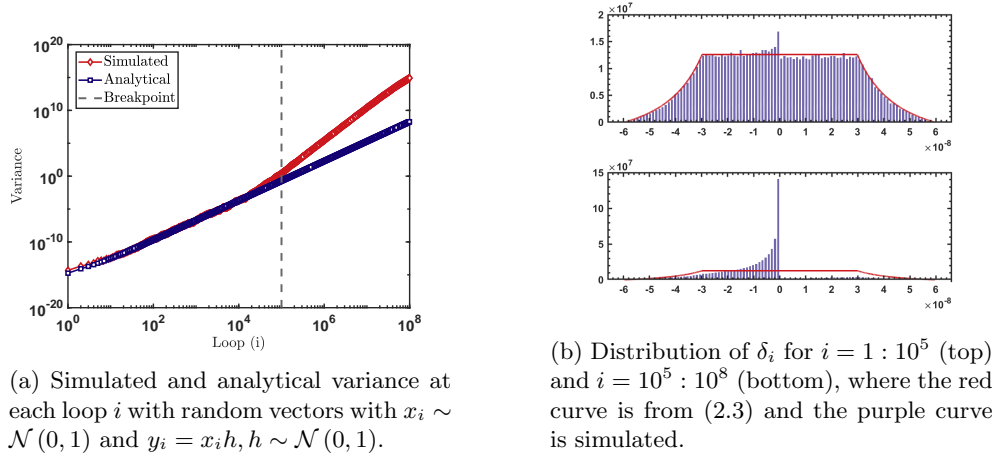 10^20
10^10
10^0
10^-10
10^-20
Variance
Simulated
Analytical
Breakpoint
10^0 10^2 10^4 10^6 10^8
Loop (i)
(a) Simulated and analytical variance at
each loop i with random vectors with x_i ∼
𝒩(0, 1) and y_i = x_i h, h ∼ 𝒩(0, 1).
×10^7
2
1.5
1
0.5
0
-6 -5 -4 -3 -2 -1 0 1 2 3 4 5 6
×10^-8
×10^7
15
10
5
0
-6 -5 -4 -3 -2 -1 0 1 2 3 4 5 6
×10^-8
(b) Distribution of δ_i for i = 1 : 10^5 (top)
and i = 10^5 : 10^8 (bottom), where the red
curve is from (2.3) and the purple curve
is simulated.